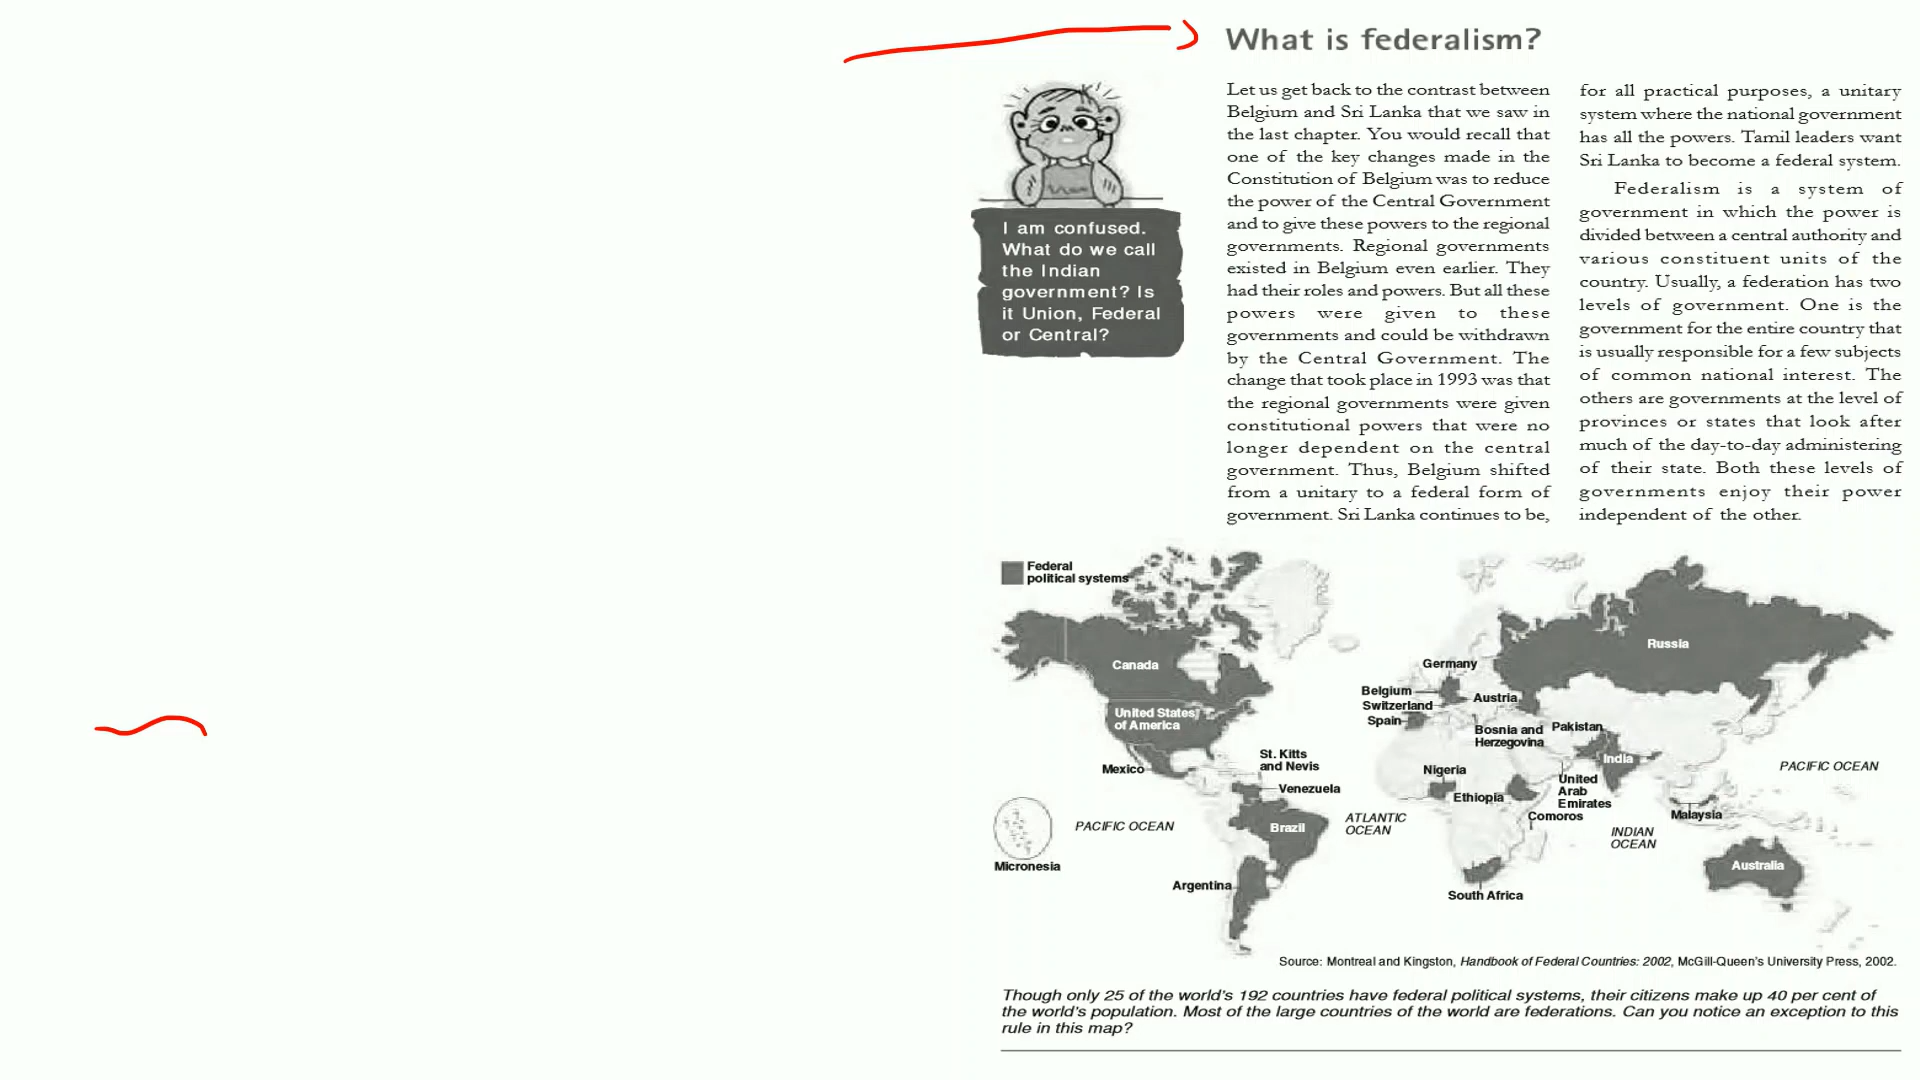 What is federalism?
I am confused.
What do we call
the Indian
government? Is
it Union, Federal
or Central?
Let us get back to the contrast between
Belgium and Sri Lanka that we saw in
the last chapter. You would recall that
one of the key changes made in the
Constitution of Belgium was to reduce
the power of the Central Government
and to give these powers to the regional
governments. Regional governments
existed in Belgium even earlier. They
had their roles and powers. But all these
powers were given to these
governments and could be withdrawn
by the Central Government. The
change that took place in 1993 was that
the regional governments were given
constitutional powers that were no
longer dependent on the central
government. Thus, Belgium shifted
from a unitary to a federal form of
government. Sri Lanka continues to be,
for all practical purposes, a unitary
system where the national government
has all the powers. Tamil leaders want
Sri Lanka to become a federal system.
Federalism is a system of
government in which the power is
divided between a central authority and
various constituent units of the
country. Usually, a federation has two
levels of government. One is the
government for the entire country that
is usually responsible for a few subjects
of common national interest. The
others are governments at the level of
provinces or states that look after
much of the day-to-day administering
of their state. Both these levels of
governments enjoy their power
independent of the other.
Federal
political systems
Canada
United States
of America
Mexico
St. Kitts
and Nevis
Venezuela
Brazil
Argentina
Micronesia
PACIFIC OCEAN
ATLANTIC
OCEAN
Germany
Belgium
Switzerland
Spain
Austria
Bosnia and
Herzegovina
Pakistan
Russia
India
Nigeria
Ethiopia
United
Arab
Emirates
Comoros
South Africa
INDIAN
OCEAN
Malaysia
Australia
PACIFIC OCEAN
Source: Montreal and Kingston, Handbook of Federal Countries: 2002, McGill-Queen's University Press, 2002.
Though only 25 of the world's 192 countries have federal political systems, their citizens make up 40 per cent of
the world's population. Most of the large countries of the world are federations. Can you notice an exception to this
rule in this map?